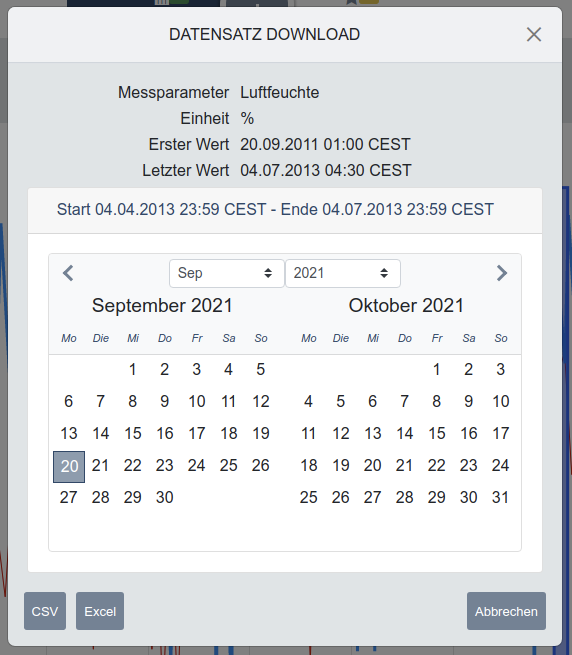 DATENSATZ DOWNLOAD
Messparameter Luftfeuchte
Einheit %
Erster Wert 20.09.2011 01:00 CEST
Letzter Wert 04.07.2013 04:30 CEST
Start 04.04.2013 23:59 CEST - Ende 04.07.2013 23:59 CEST
Sep 2021
September 2021 Oktober 2021
Mo Die Mi Do Fr Sa So Mo Die Mi Do Fr Sa So
1 2 3 4 5 1 2 3
6 7 8 9 10 11 12 4 5 6 7 8 9 10
13 14 15 16 17 18 19 11 12 13 14 15 16 17
20 21 22 23 24 25 26 18 19 20 21 22 23 24
27 28 29 30 25 26 27 28 29 30 31
CSV Excel Abbrechen